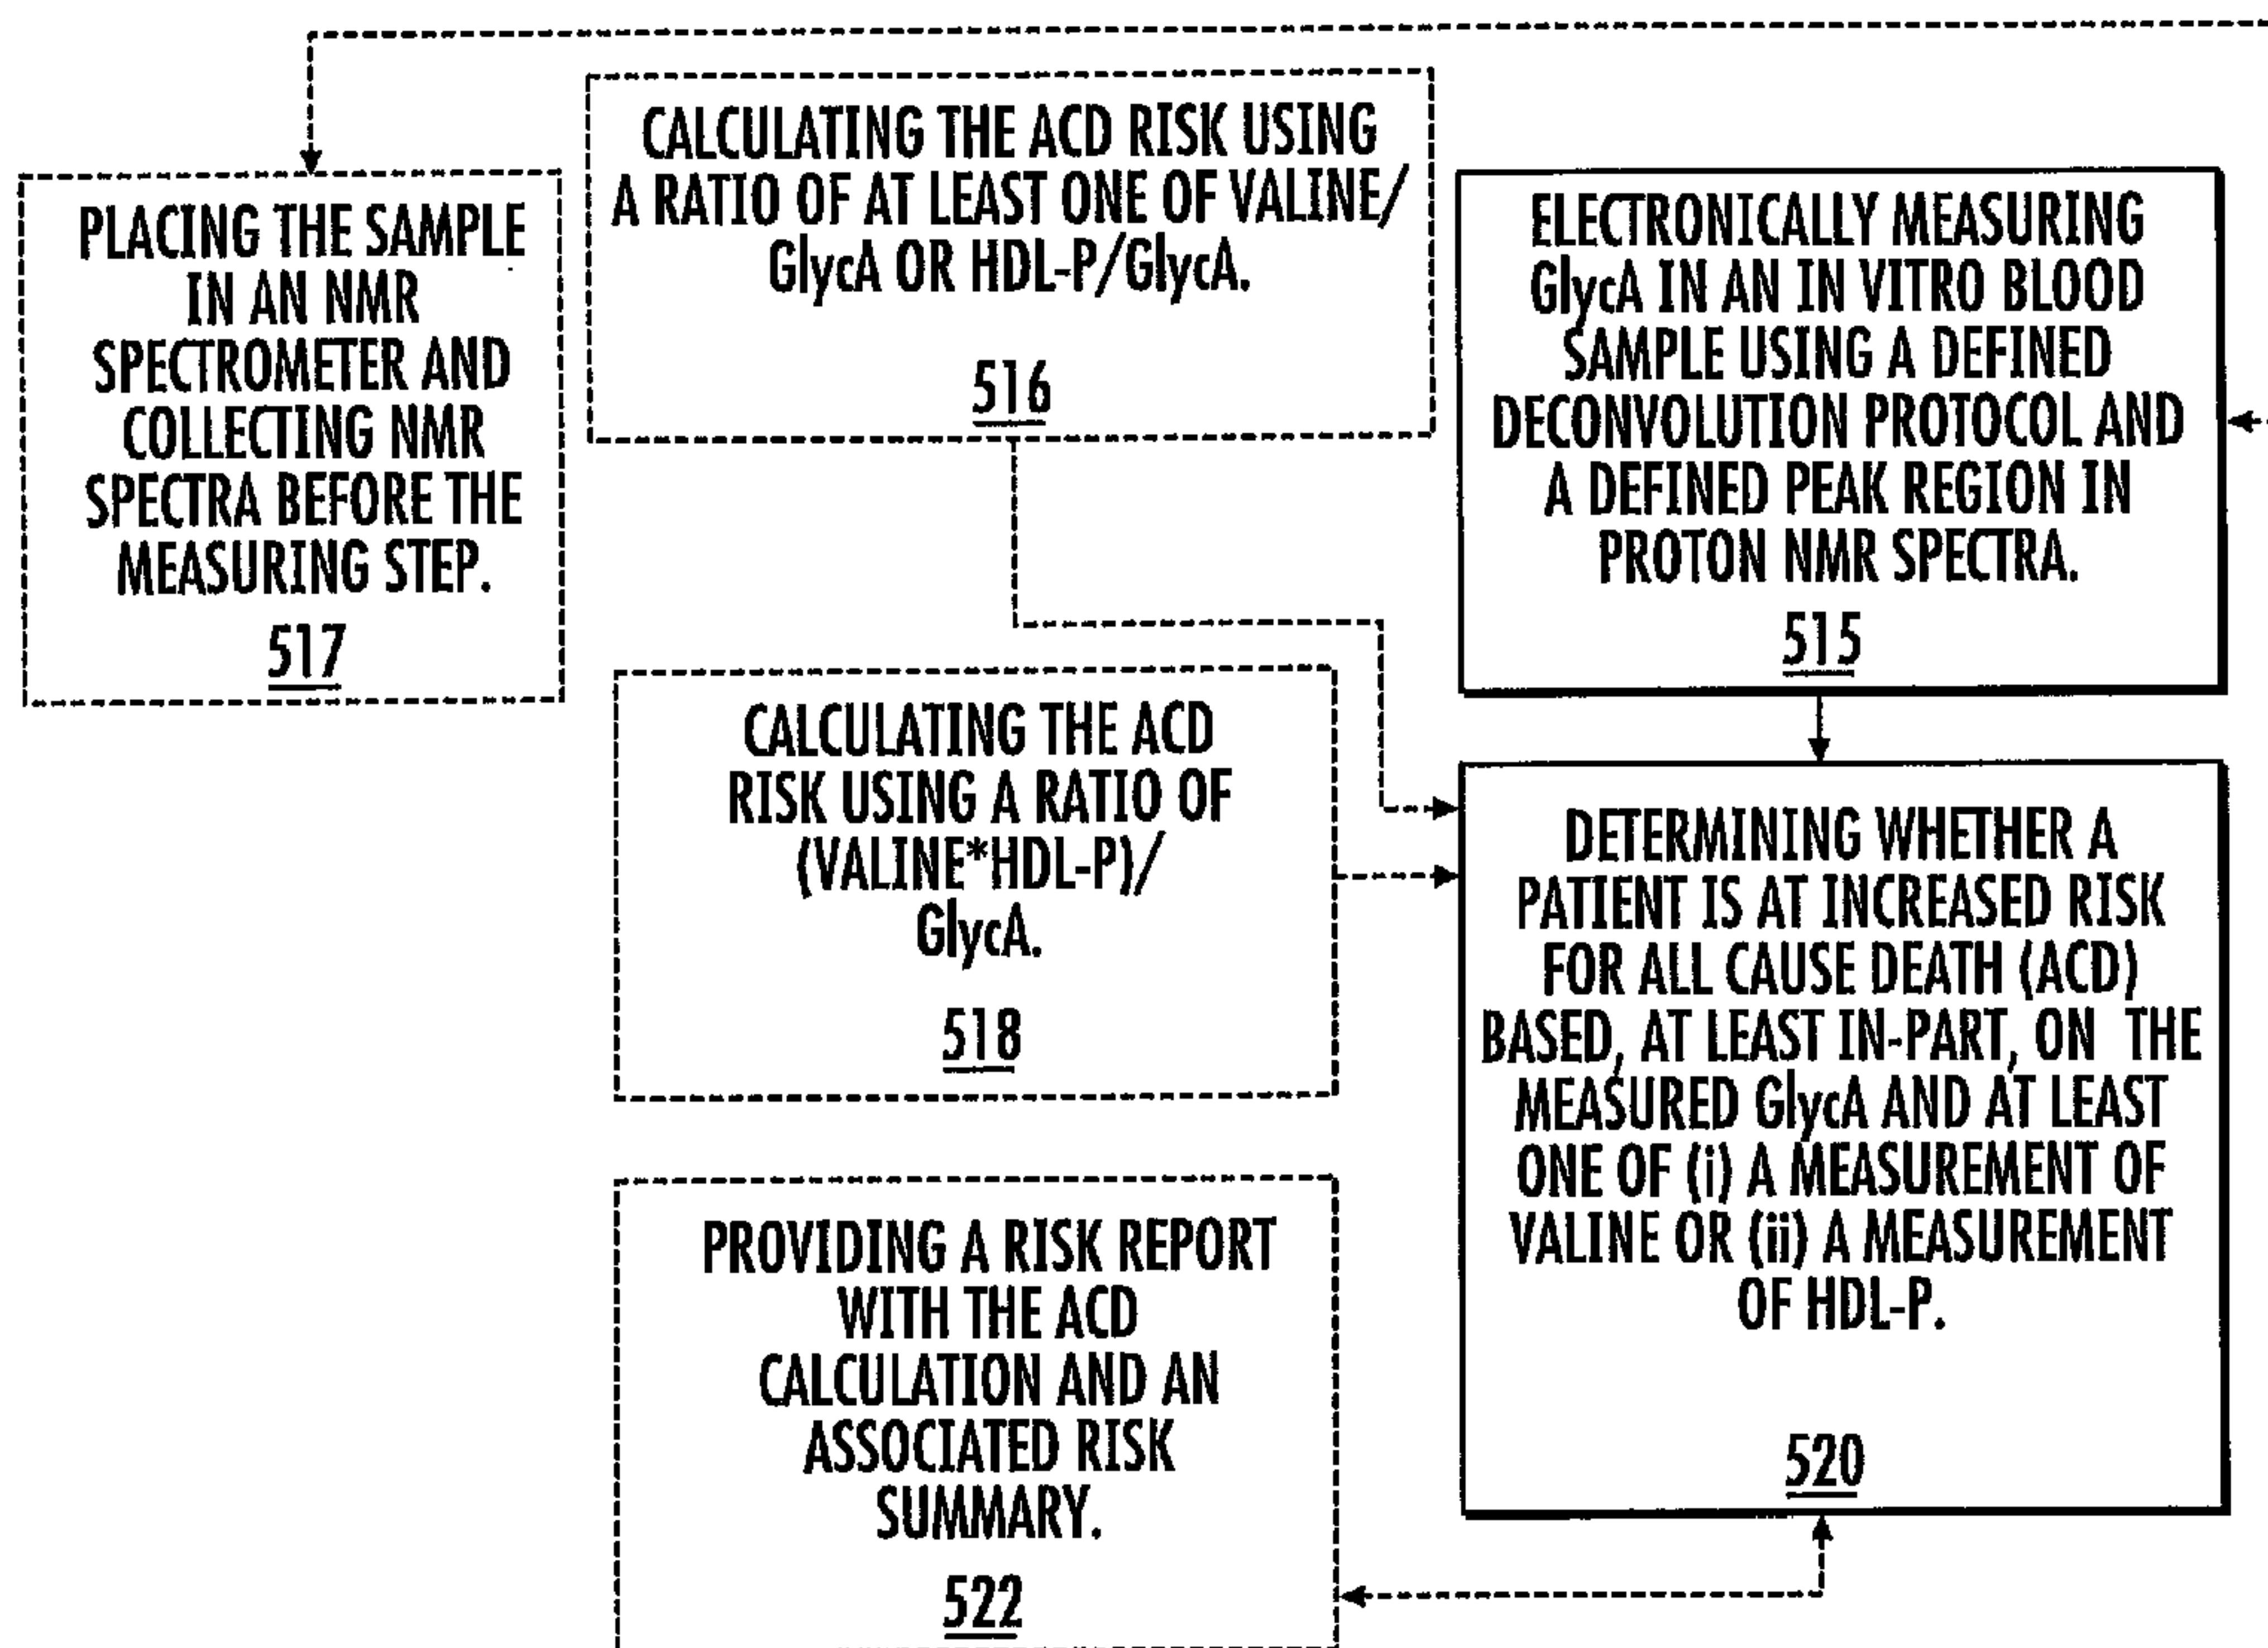 PLACING THE SAMPLE
IN AN NMR
SPECTROMETER AND
COLLECTING NMR
SPECTRA BEFORE THE
MEASURING STEP.
517
CALCULATING THE ACD RISK USING
A RATIO OF AT LEAST ONE OF VALINE/
GlycA OR HDL-P/GlycA.
516
ELECTRONICALLY MEASURING
GlycA IN AN IN VITRO BLOOD
SAMPLE USING A DEFINED
DECONVOLUTION PROTOCOL AND
A DEFINED PEAK REGION IN
PROTON NMR SPECTRA.
515
CALCULATING THE ACD
RISK USING A RATIO OF
(VALINE*HDL-P)/
GlycA.
518
DETERMINING WHETHER A
PATIENT IS AT INCREASED RISK
FOR ALL CAUSE DEATH (ACD)
BASED, AT LEAST IN-PART, ON THE
MEASURED GlycA AND AT LEAST
ONE OF (i) A MEASUREMENT OF
VALINE OR (ii) A MEASUREMENT
OF HDL-P.
520
PROVIDING A RISK REPORT
WITH THE ACD
CALCULATION AND AN
ASSOCIATED RISK
SUMMARY.
522